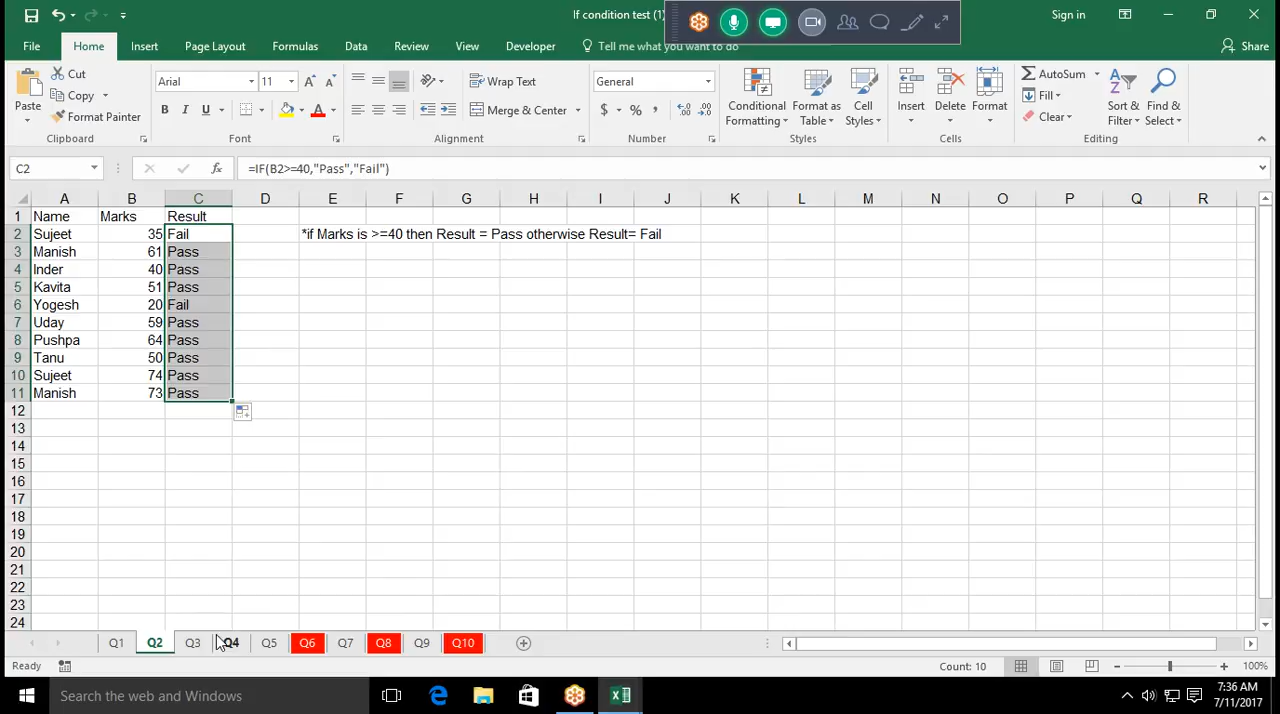 If condition test (1)
Sign in
File
Home
Insert
Page Layout
Formulas
Data
Review
View
Developer
Tell me what you want to do
Share
Paste
Cut
Copy
Format Painter
Clipboard
Arial
11
B I U
A
Font
Wrap Text
Merge & Center
Alignment
General
$ % ,
Number
Conditional Formatting
Format as Table
Cell Styles
Styles
Insert
Delete
Format
Cells
AutoSum
Fill
Clear
Sort & Filter
Find & Select
Editing
C2
fx
=IF(B2>=40,"Pass","Fail")
A B C D E F G H I J K L M N O P Q R
1 Name Marks Result
2 Sujeet 35 Fail *if Marks is >=40 then Result = Pass otherwise Result= Fail
3 Manish 61 Pass
4 Inder 40 Pass
5 Kavita 51 Pass
6 Yogesh 20 Fail
7 Uday 59 Pass
8 Pushpa 64 Pass
9 Tanu 50 Pass
10 Sujeet 74 Pass
11 Manish 73 Pass
12
13
14
15
16
17
18
19
20
21
22
23
24
Q1 Q2 Q3 Q4 Q5 Q6 Q7 Q8 Q9 Q10
Ready
Count: 10
100%
Search the web and Windows
7:36 AM
7/11/2017